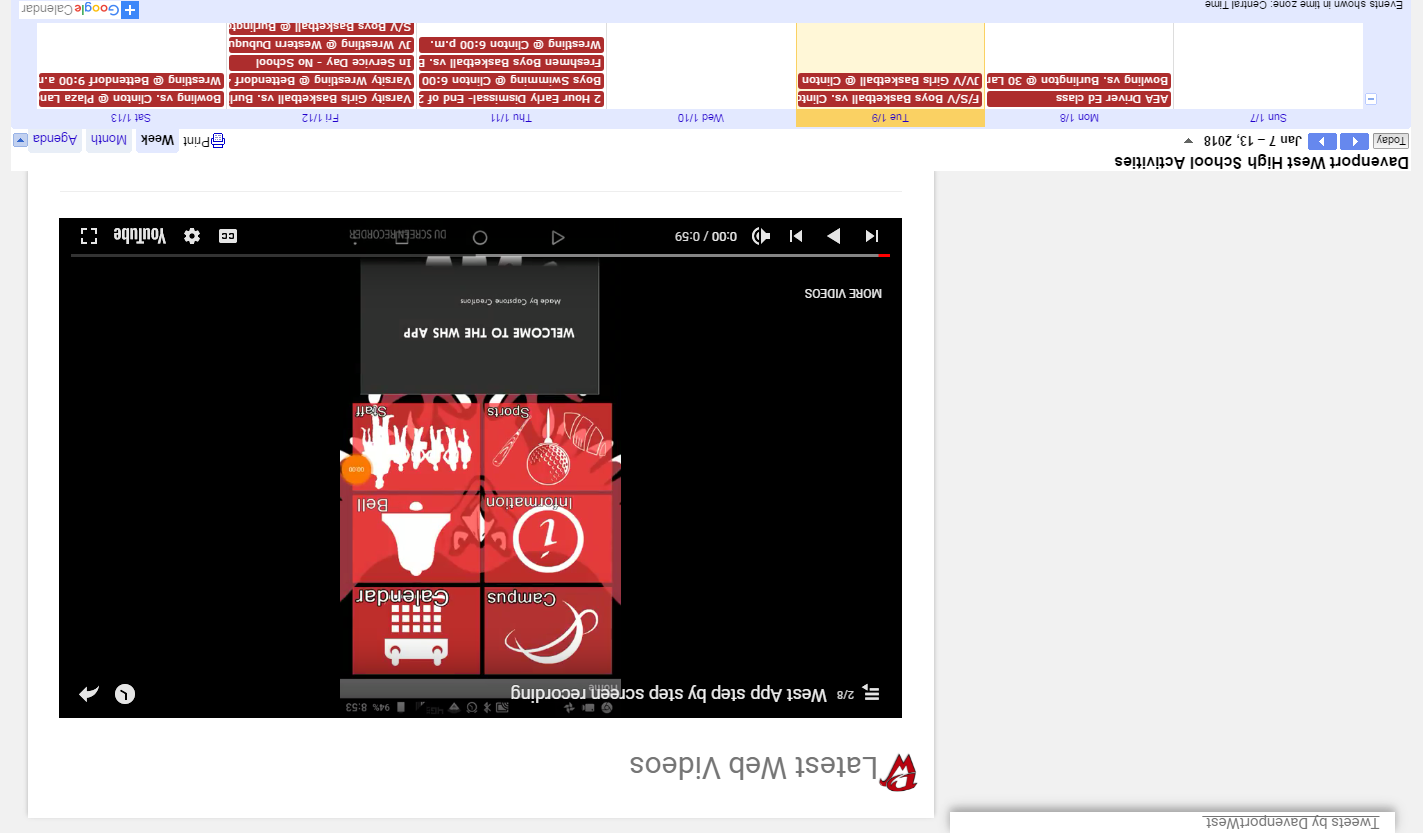 Tweets by DavenportWest
Latest Web Videos
2/8 West App step by step screen recording
94% 8:53
Home
Campus Calendar
Information Bell
Sports Staff
00:00
WELCOME TO THE WHS APP
Made by Capstone Creations
MORE VIDEOS
0:00 / 0:59
DU SCREEN RECORDER
CC YouTube
Davenport West High School Activities
Today Jan 7 – 13, 2018 Print Week Month Agenda
Sun 1/7 Mon 1/8 Tue 1/9 Wed 1/10 Thu 1/11 Fri 1/12 Sat 1/13
AEA Driver Ed class F/S/V Boys Basketball vs. Clinto 2 Hour Early Dismissal- End of 2 Varsity Girls Basketball vs. Burl Bowling vs. Clinton @ Plaza Lan
Bowling vs. Burlington @ 30 Lan JV/V Girls Basketball @ Clinton Boys Swimming @ Clinton 6:00 Varsity Wrestling @ Bettendorf Wrestling @ Bettendorf 9:00 a.m
Freshmen Boys Basketball vs. B In Service Day - No School
Wrestling @ Clinton 6:00 p.m. JV Wrestling @ Western Dubuqu
S/V Boys Basketball @ Burlingt
Events shown in time zone: Central Time
Google Calendar